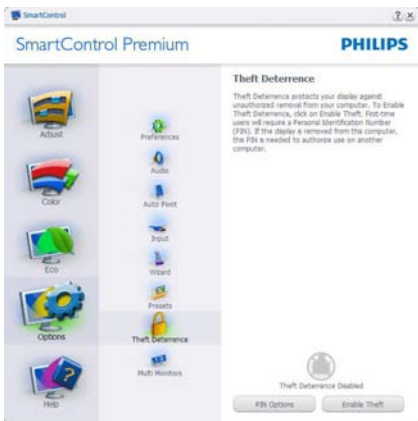 SmartControl
SmartControl Premium
PHILIPS
Adjust
Color
Eco
Options
Help
Preferences
Audio
Auto Pivot
Input
Wizard
Presets
Theft Deterrence
Multi Monitors
Theft Deterrence
Theft Deterrence protects your display against
unauthorized removal from your computer. To Enable
Theft Deterrence, click on Enable Theft. First-time
users will require a Personal Identification Number
(PIN). If the display is removed from this computer,
the PIN is needed to authorize use on another
computer.
Theft Deterrence Disabled
PIN Options
Enable Theft